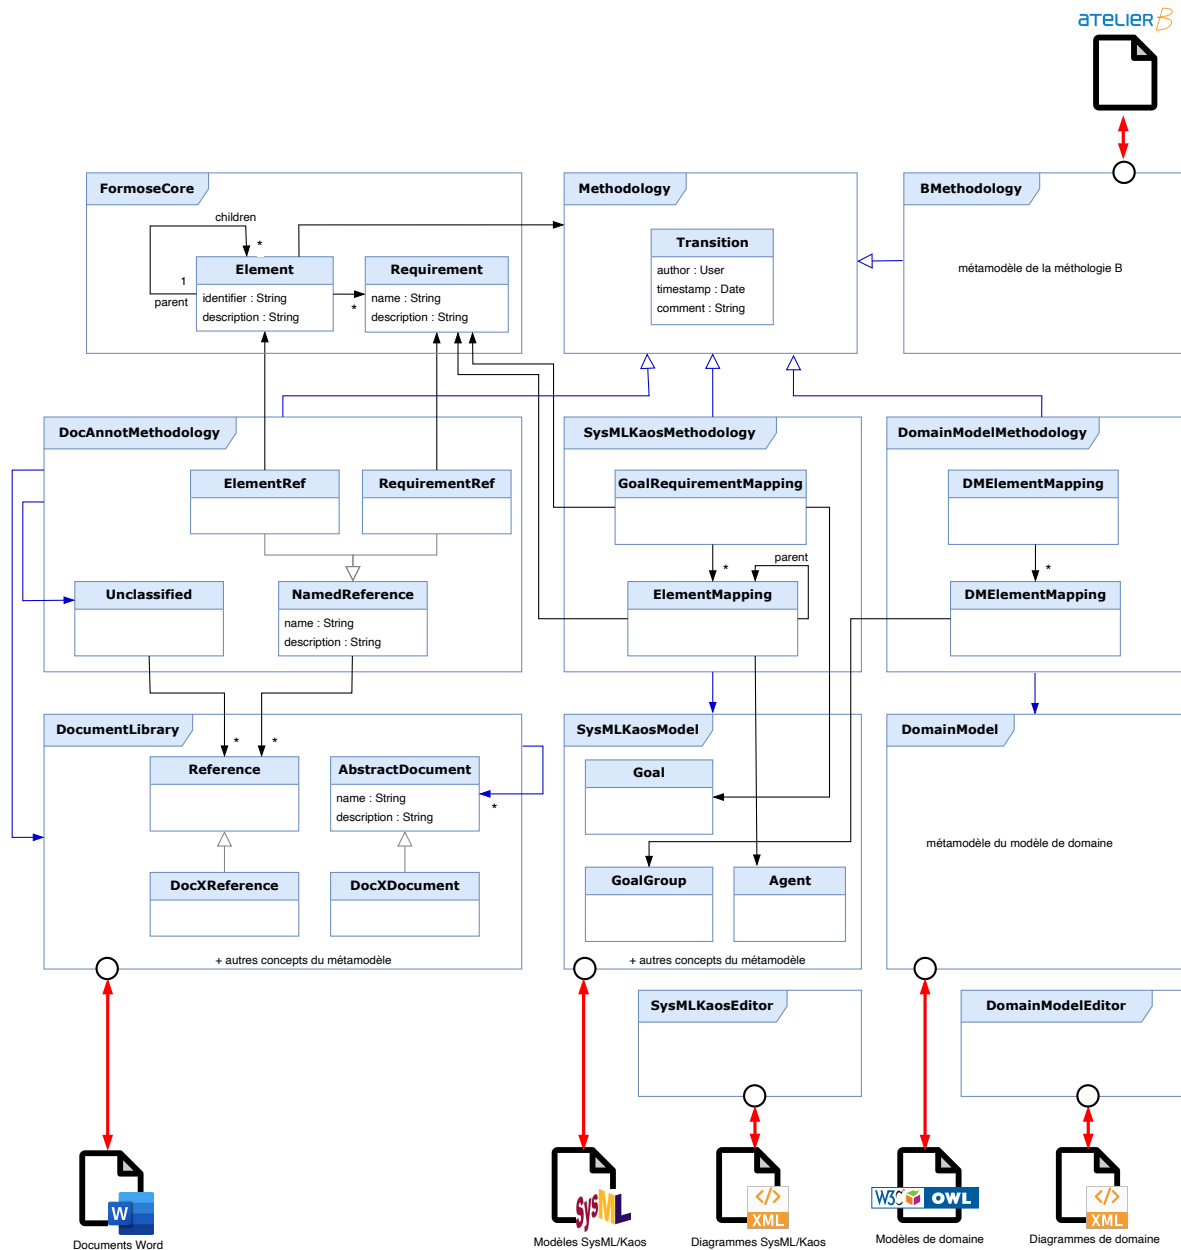 ATELIER B
FormoseCore
Methodology
BMethodology
children
*
Element
identifier : String
description : String
1
parent
*
Requirement
name : String
description : String
Transition
author : User
timestamp : Date
comment : String
métamodèle de la méthologie B
DocAnnotMethodology
SysMLKaosMethodology
DomainModelMethodology
ElementRef
RequirementRef
GoalRequirementMapping
DMElementMapping
parent
*
*
Unclassified
NamedReference
name : String
description : String
ElementMapping
DMElementMapping
DocumentLibrary
SysMLKaosModel
DomainModel
*
*
Reference
AbstractDocument
name : String
description : String
*
Goal
métamodèle du modèle de domaine
DocXReference
DocXDocument
GoalGroup
Agent
+ autres concepts du métamodèle
+ autres concepts du métamodèle
SysMLKaosEditor
DomainModelEditor
W
SysML
</>
XML
W3C
OWL
</>
XML
Documents Word
Modèles SysML/Kaos
Diagrammes SysML/Kaos
Modèles de domaine
Diagrammes de domaine